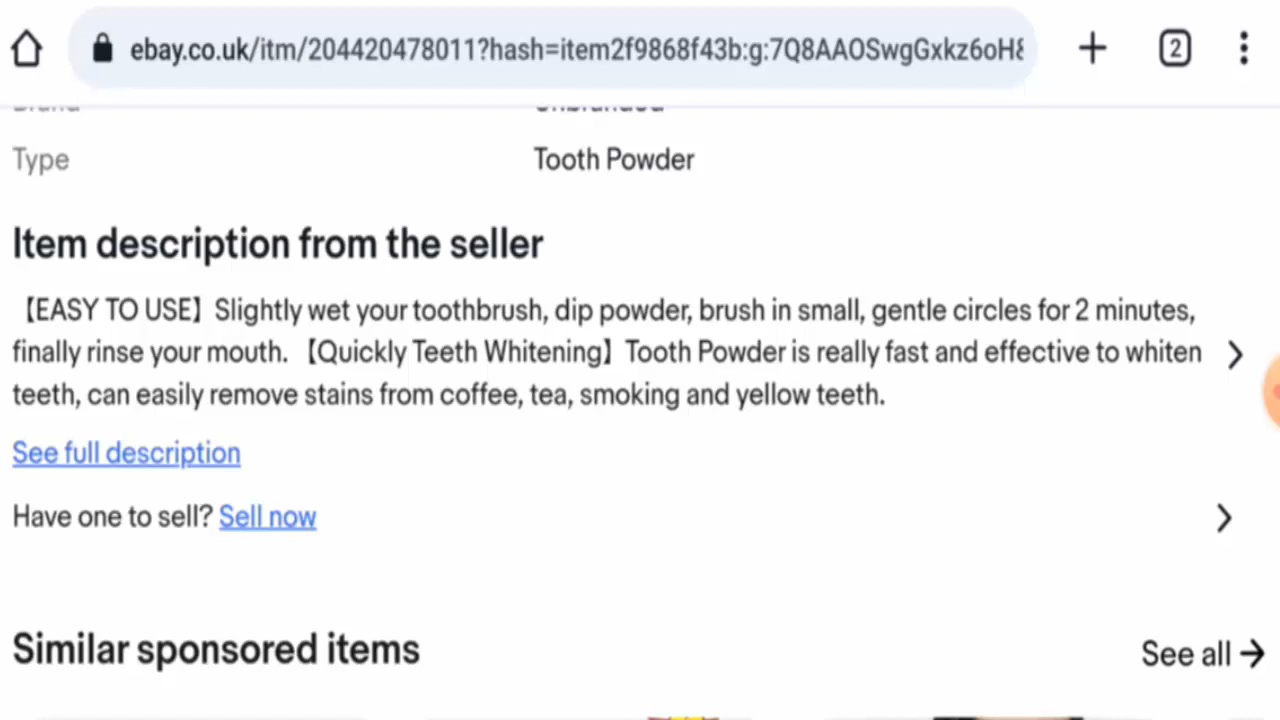 ebay.co.uk/itm/204420478011?hash=item2f9868f43b:g:7Q8AAOSwgGxkz6oH8
2
Type Tooth Powder
Item description from the seller
【EASY TO USE】Slightly wet your toothbrush, dip powder, brush in small, gentle circles for 2 minutes,
finally rinse your mouth. 【Quickly Teeth Whitening】Tooth Powder is really fast and effective to whiten
teeth, can easily remove stains from coffee, tea, smoking and yellow teeth.
See full description
Have one to sell? Sell now
Similar sponsored items
See all